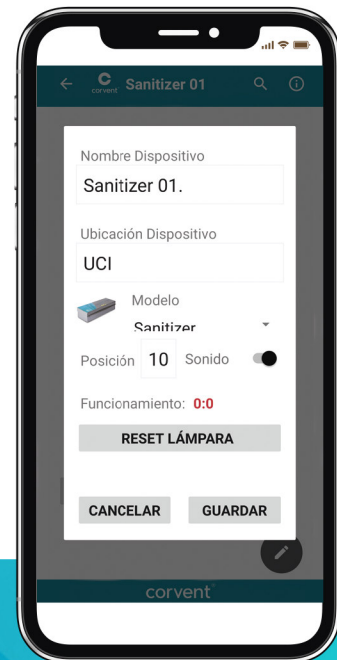 corvent
Sanitizer 01
Nombre Dispositivo
Sanitizer 01.
Ubicación Dispositivo
UCI
Modelo
Sanitizer
Posición 10 Sonido
Funcionamiento: 0:0
RESET LÁMPARA
CANCELAR GUARDAR
corvent